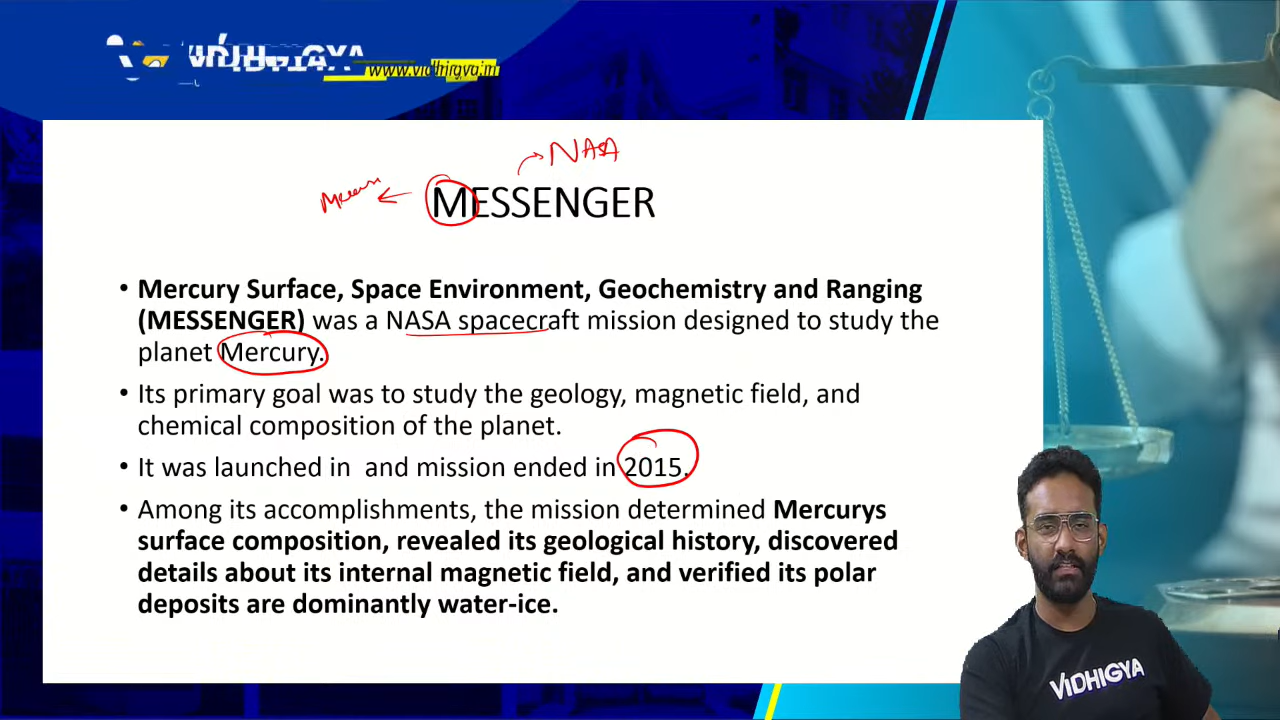 www.vidhigya.in
NASA
MESSENGER
• Mercury Surface, Space Environment, Geochemistry and Ranging
(MESSENGER) was a NASA spacecraft mission designed to study the
planet Mercury.
• Its primary goal was to study the geology, magnetic field, and
chemical composition of the planet.
• It was launched in and mission ended in 2015.
• Among its accomplishments, the mission determined Mercurys
surface composition, revealed its geological history, discovered
details about its internal magnetic field, and verified its polar
deposits are dominantly water-ice.
VIDHIGYA